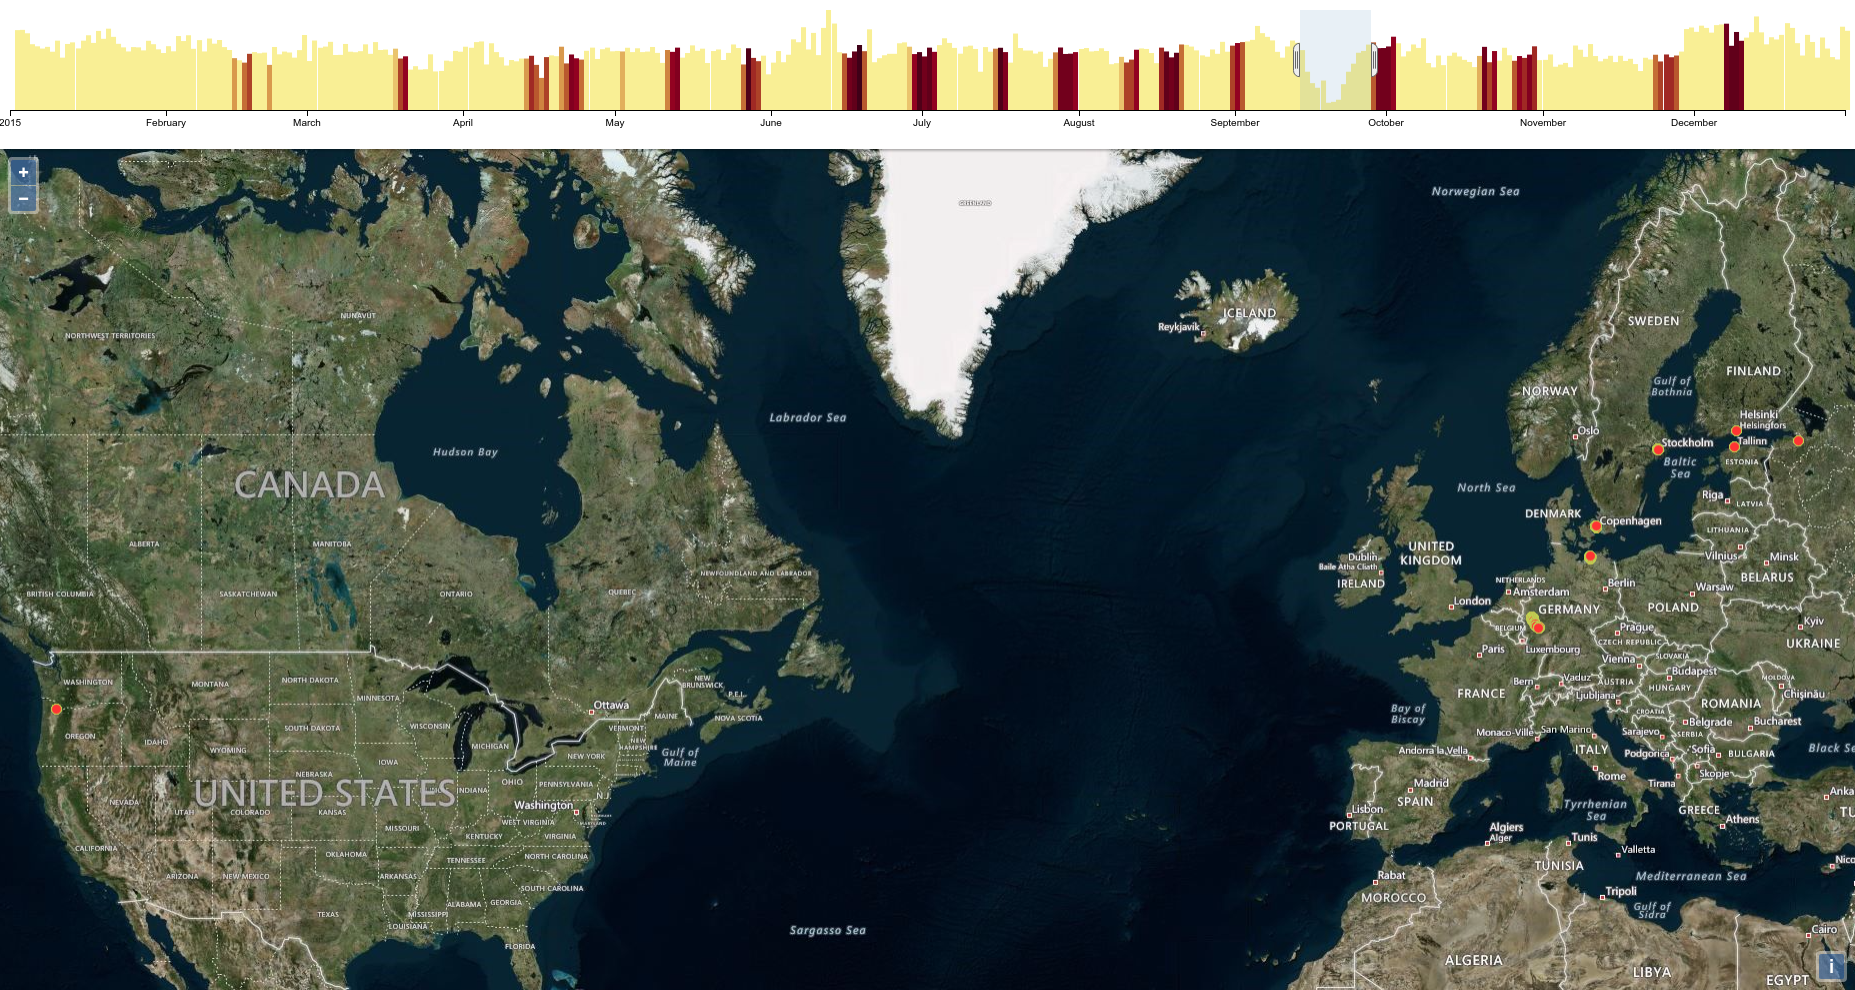 2015
February
March
April
May
June
July
August
September
October
November
December
+
−
Norwegian Sea
GREENLAND
ICELAND
Reykjavík
NUNAVUT
NORTHWEST TERRITORIES
SWEDEN
FINLAND
Gulf of
Bothnia
NORWAY
Oslo
Helsinki
Helsingfors
Stockholm
Tallinn
ESTONIA
Baltic
Sea
Labrador Sea
Hudson Bay
CANADA
North Sea
Riga
LATVIA
DENMARK
Copenhagen
LITHUANIA
Vilnius
Minsk
BELARUS
ALBERTA
MANITOBA
BRITISH COLUMBIA
SASKATCHEWAN
ONTARIO
QUEBEC
NEWFOUNDLAND AND LABRADOR
UNITED
KINGDOM
Dublin
Baile Atha Cliath
IRELAND
NETHERLANDS
Amsterdam
Berlin
Warsaw
London
GERMANY
POLAND
BELGIUM
Prague
CZECH REPUBLIC
Kyiv
UKRAINE
Paris
Luxembourg
Vienna
SLOVAKIA
Budapest
Bern
Vaduz
AUSTRIA
HUNGARY
MOLDOVA
Chișinău
FRANCE
Ljubljana
CROATIA
ROMANIA
Belgrade
Bucharest
Bay of
Biscay
Monaco-Ville
San Marino
Sarajevo
SERBIA
Andorra la Vella
ITALY
Podgorica
Sofia
BULGARIA
Black Se
Rome
Skopje
Tirana
Madrid
SPAIN
Lisbon
PORTUGAL
Tyrrhenian
Sea
GREECE
Athens
Anka
TU
Algiers
Alger
Tunis
Valletta
TUNISIA
Nico
Rabat
MOROCCO
Mediterranean Sea
Tripoli
Gulf of
Sidra
Cairo
ALGERIA
LIBYA
EGYPT
i
WASHINGTON
MONTANA
NORTH DAKOTA
MINNESOTA
OREGON
IDAHO
SOUTH DAKOTA
WISCONSIN
WYOMING
MICHIGAN
Ottawa
NEW
BRUNSWICK
P.E.I.
MAINE
NOVA SCOTIA
VERMONT
NEW
HAMPSHIRE
NEW YORK
Gulf of
Maine
IOWA
NEBRASKA
UNITED STATES
NEVADA
UTAH
COLORADO
KANSAS
INDIANA
OHIO
PENNSYLVANIA
N.J.
Washington
WEST VIRGINIA
VIRGINIA
MISSOURI
KENTUCKY
CALIFORNIA
OKLAHOMA
TENNESSEE
NORTH CAROLINA
ARIZONA
NEW MEXICO
ARKANSAS
SOUTH CAROLINA
TEXAS
MISSISSIPPI
ALABAMA
GEORGIA
LOUISIANA
FLORIDA
Sargasso Sea